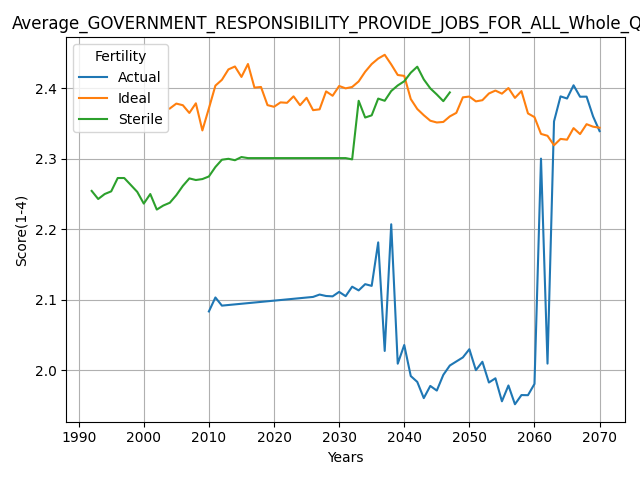 Average_GOVERNMENT_RESPONSIBILITY_PROVIDE_JOBS_FOR_ALL_Whole_Q
Fertility
Actual
Ideal
Sterile
Score(1-4)
2.4
2.3
2.2
2.1
2.0
1990 2000 2010 2020 2030 2040 2050 2060 2070
Years